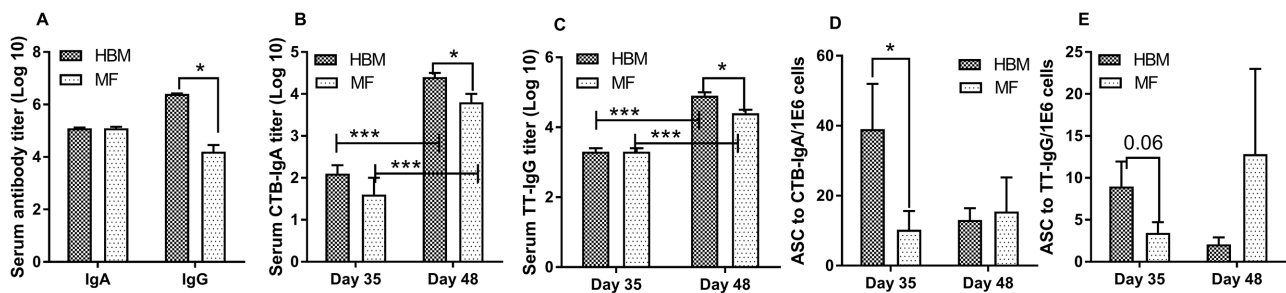 A
Serum antibody titer (Log 10)
8
6
4
2
0
HBM
MF
*
IgA
IgG
B
Serum CTB-IgA titer (Log 10)
5
4
3
2
1
0
HBM
MF
*
***
***
Day 35
Day 48
C
Serum TT-IgG titer (Log 10)
6
4
2
0
HBM
MF
*
***
***
Day 35
Day 48
D
ASC to CTB-IgA/1E6 cells
60
40
20
0
*
HBM
MF
Day 35
Day 48
E
ASC to TT-IgG/1E6 cells
25
20
15
10
5
0
HBM
MF
0.06
Day 35
Day 48